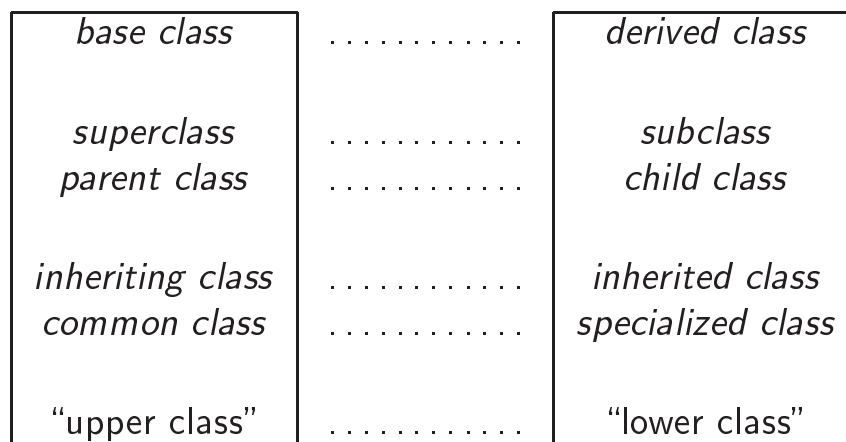 base class . . . . . . . . . . . . derived class
superclass . . . . . . . . . . . . subclass
parent class . . . . . . . . . . . . child class
inheriting class . . . . . . . . . . . . inherited class
common class . . . . . . . . . . . . specialized class
“upper class” . . . . . . . . . . . . “lower class”